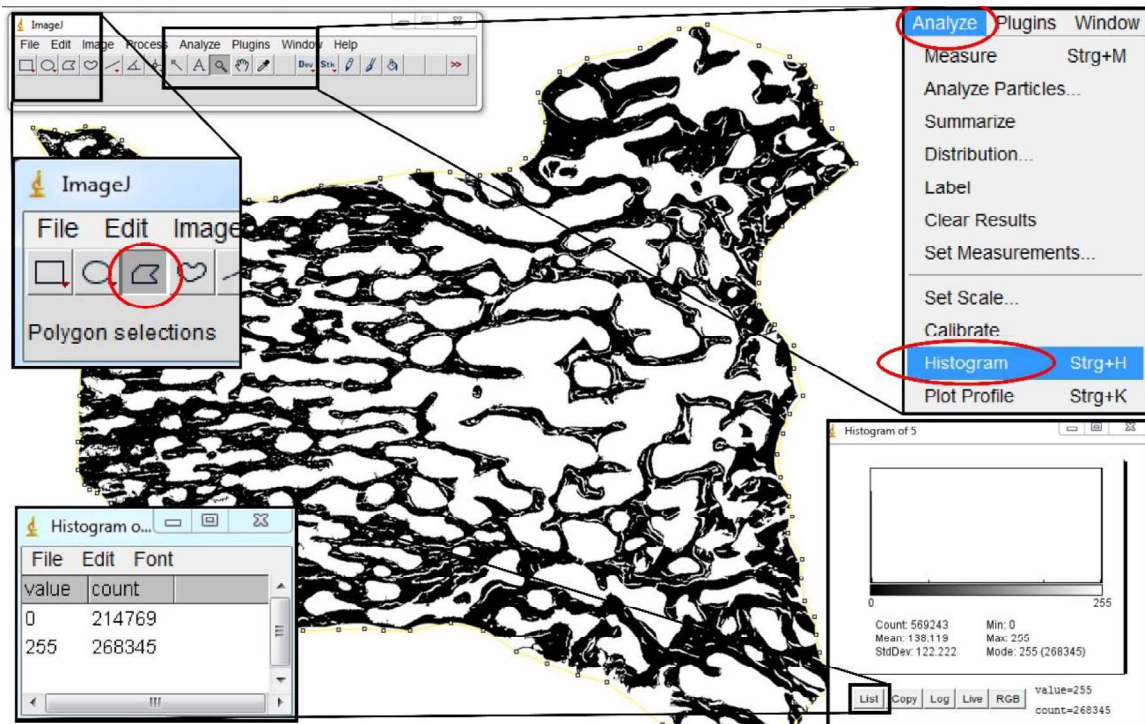 ImageJ
File Edit Image Process Analyze Plugins Window Help
A Dev Stk >>
ImageJ
File Edit Image
Polygon selections
Analyze Plugins Window
Measure Strg+M
Analyze Particles...
Summarize
Distribution...
Label
Clear Results
Set Measurements...
Set Scale...
Calibrate...
Histogram Strg+H
Plot Profile Strg+K
Histogram o...
File Edit Font
value count
0 214769
255 268345
Histogram of 5
0 255
Count: 569243 Min: 0
Mean: 138.119 Max: 255
StdDev: 122.222 Mode: 255 (268345)
List Copy Log Live RGB value=255
count=268345